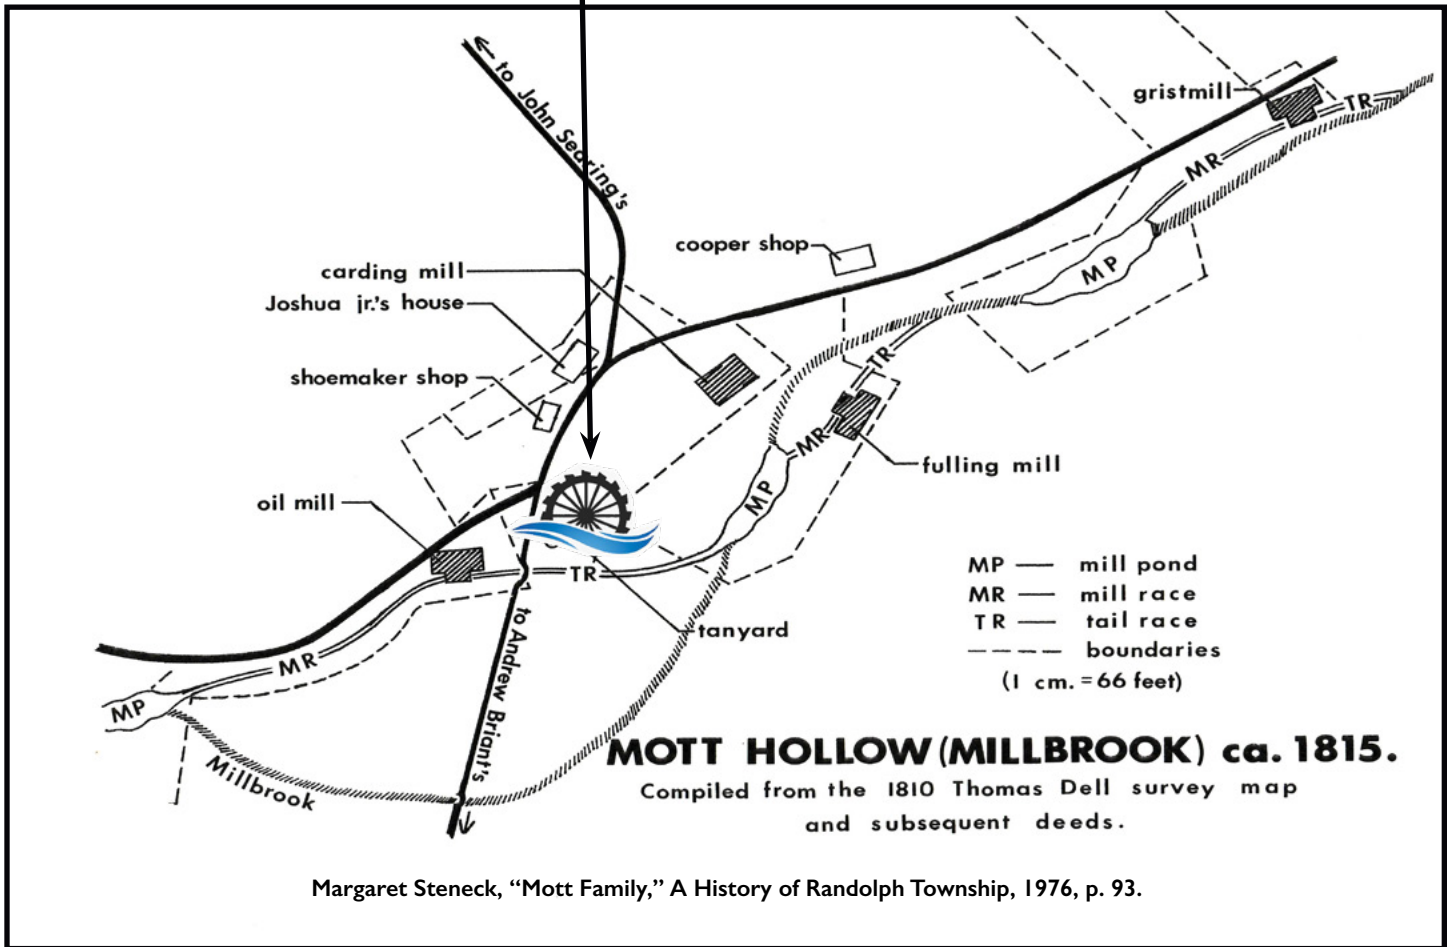 to John Searing's
gristmill
TR
MR
cooper shop
carding mill
MP
Joshua jr.'s house
TR
shoemaker shop
MR
fulling mill
oil mill
MP
TR
MP — mill pond
MR — mill race
TR — tail race
boundaries
(1 cm. = 66 feet)
tanyard
to Andrew Briant's
MR
MP
Millbrook
MOTT HOLLOW (MILLBROOK) ca. 1815.
Compiled from the 1810 Thomas Dell survey map
and subsequent deeds.
Margaret Steneck, “Mott Family,” A History of Randolph Township, 1976, p. 93.